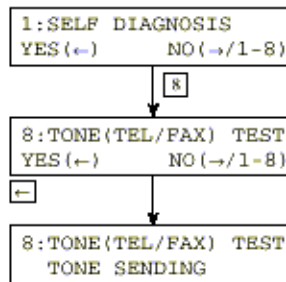 1:SELF DIAGNOSIS
YES(←) NO(→/1-8)
8
8:TONE(TEL/FAX) TEST
YES(←) NO(→/1-8)
←
8:TONE(TEL/FAX) TEST
TONE SENDING